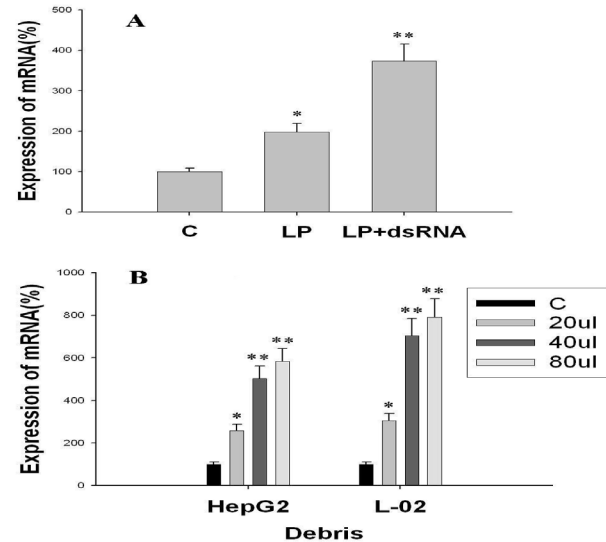 A
Expression of mRNA(%)
500
400
300
200
100
0
*
**
C LP LP+dsRNA
B
Expression of mRNA(%)
1000
800
600
400
200
0
* ** **
* ** **
HepG2 L-02
Debris
C
20ul
40ul
80ul